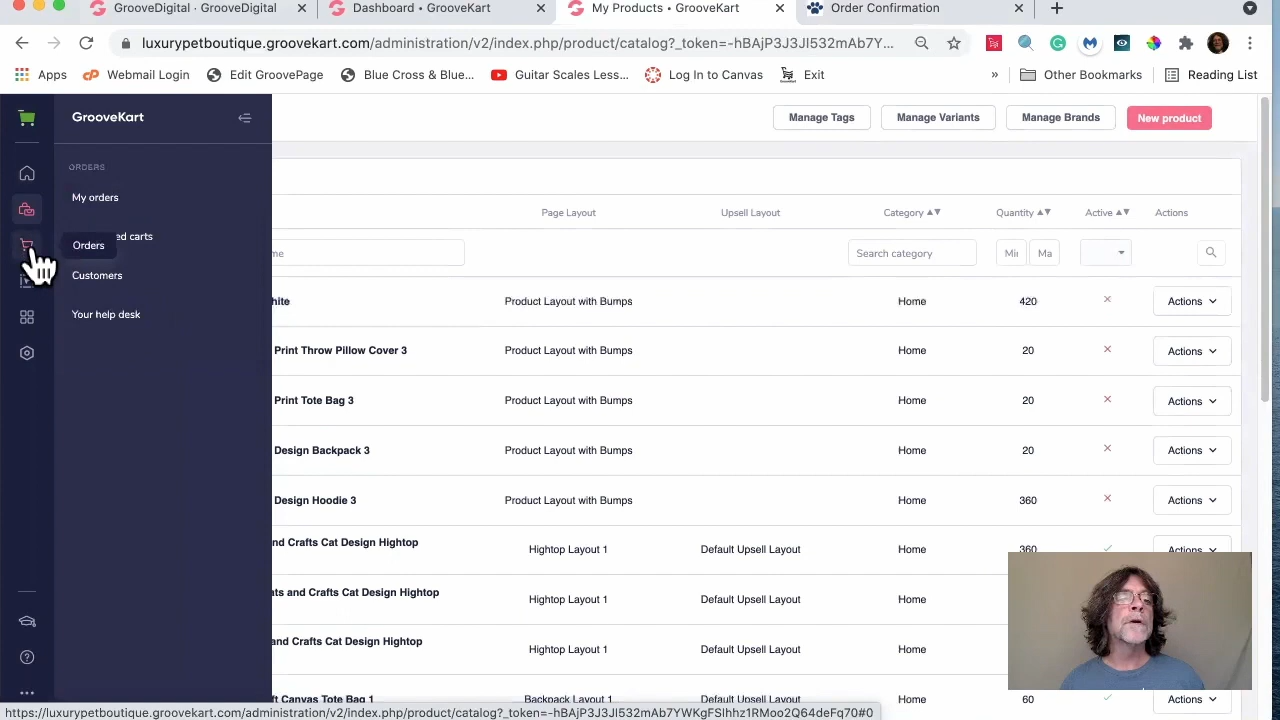 GrooveDigital • GrooveDigital
Dashboard • GrooveKart
My Products • GrooveKart
Order Confirmation
luxurypetboutique.groovekart.com/administration/v2/index.php/product/catalog?_token=-hBAjP3J3Jl532mAb7Y...
Apps
Webmail Login
Edit GroovePage
Blue Cross & Blue...
Guitar Scales Less...
Log In to Canvas
Exit
»
Other Bookmarks
Reading List
GrooveKart
Manage Tags
Manage Variants
Manage Brands
New product
ORDERS
My orders
ed carts
Orders
Customers
Your help desk
Page Layout
Upsell Layout
Category
Quantity
Active
Actions
me
Search category
Mi
Ma
hite
Product Layout with Bumps
Home
420
Actions
Print Throw Pillow Cover 3
Product Layout with Bumps
Home
20
Actions
Print Tote Bag 3
Product Layout with Bumps
Home
20
Actions
Design Backpack 3
Product Layout with Bumps
Home
20
Actions
Design Hoodie 3
Product Layout with Bumps
Home
360
Actions
nd Crafts Cat Design Hightop
Hightop Layout 1
Default Upsell Layout
Home
360
Actions
ats and Crafts Cat Design Hightop
Hightop Layout 1
Default Upsell Layout
Home
and Crafts Cat Design Hightop
Hightop Layout 1
Default Upsell Layout
Home
ft Canvas Tote Bag 1
Backpack Layout 1
Default Upsell Layout
Home
60
Actions
https://luxurypetboutique.groovekart.com/administration/v2/index.php/product/catalog?_token=-hBAjP3J3Jl532mAb7YWKgFSlhhz1RMoo2Q64deFq70#0